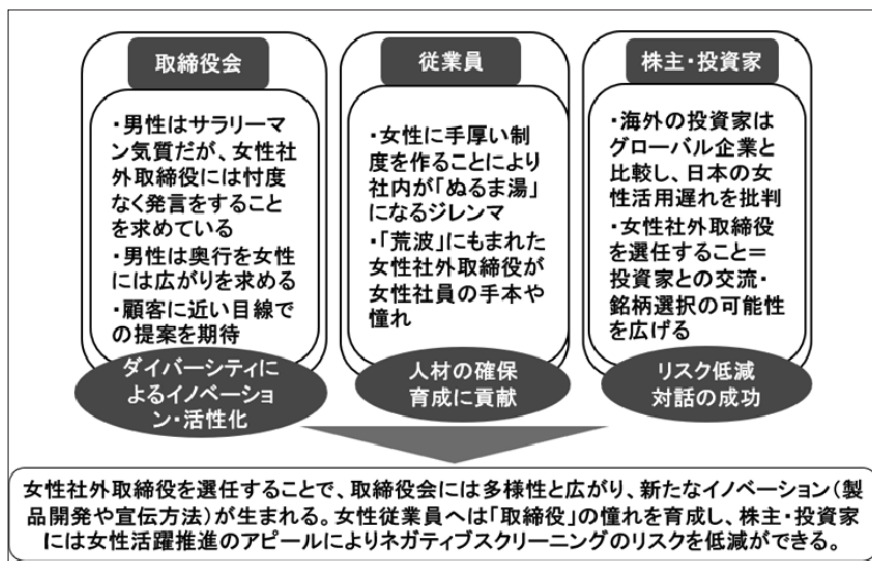 取締役会
・男性はサラリーマ
ン気質だが、女性社
外取締役には忖度
なく発言をすること
を求めている
・男性は奥行を女性
には広がりを求める
・顧客に近い目線で
の提案を期待
ダイバーシティに
よるイノベーショ
ン・活性化
従業員
・女性に手厚い制
度を作ることにより
社内が「ぬるま湯」
になるジレンマ
・「荒波」にもまれた
女性社外取締役が
女性社員の手本や
憧れ
人材の確保
育成に貢献
株主・投資家
・海外の投資家は
グローバル企業と
比較し、日本の女
性活用遅れを批判
・女性社外取締役
を選任すること＝
投資家との交流・
銘柄選択の可能性
を広げる
リスク低減
対話の成功
女性社外取締役を選任することで、取締役会には多様性と広がり、新たなイノベーション（製
品開発や宣伝方法）が生まれる。女性従業員へは「取締役」の憧れを育成し、株主・投資家
には女性活躍推進のアピールによりネガティブスクリーニングのリスクを低減ができる。